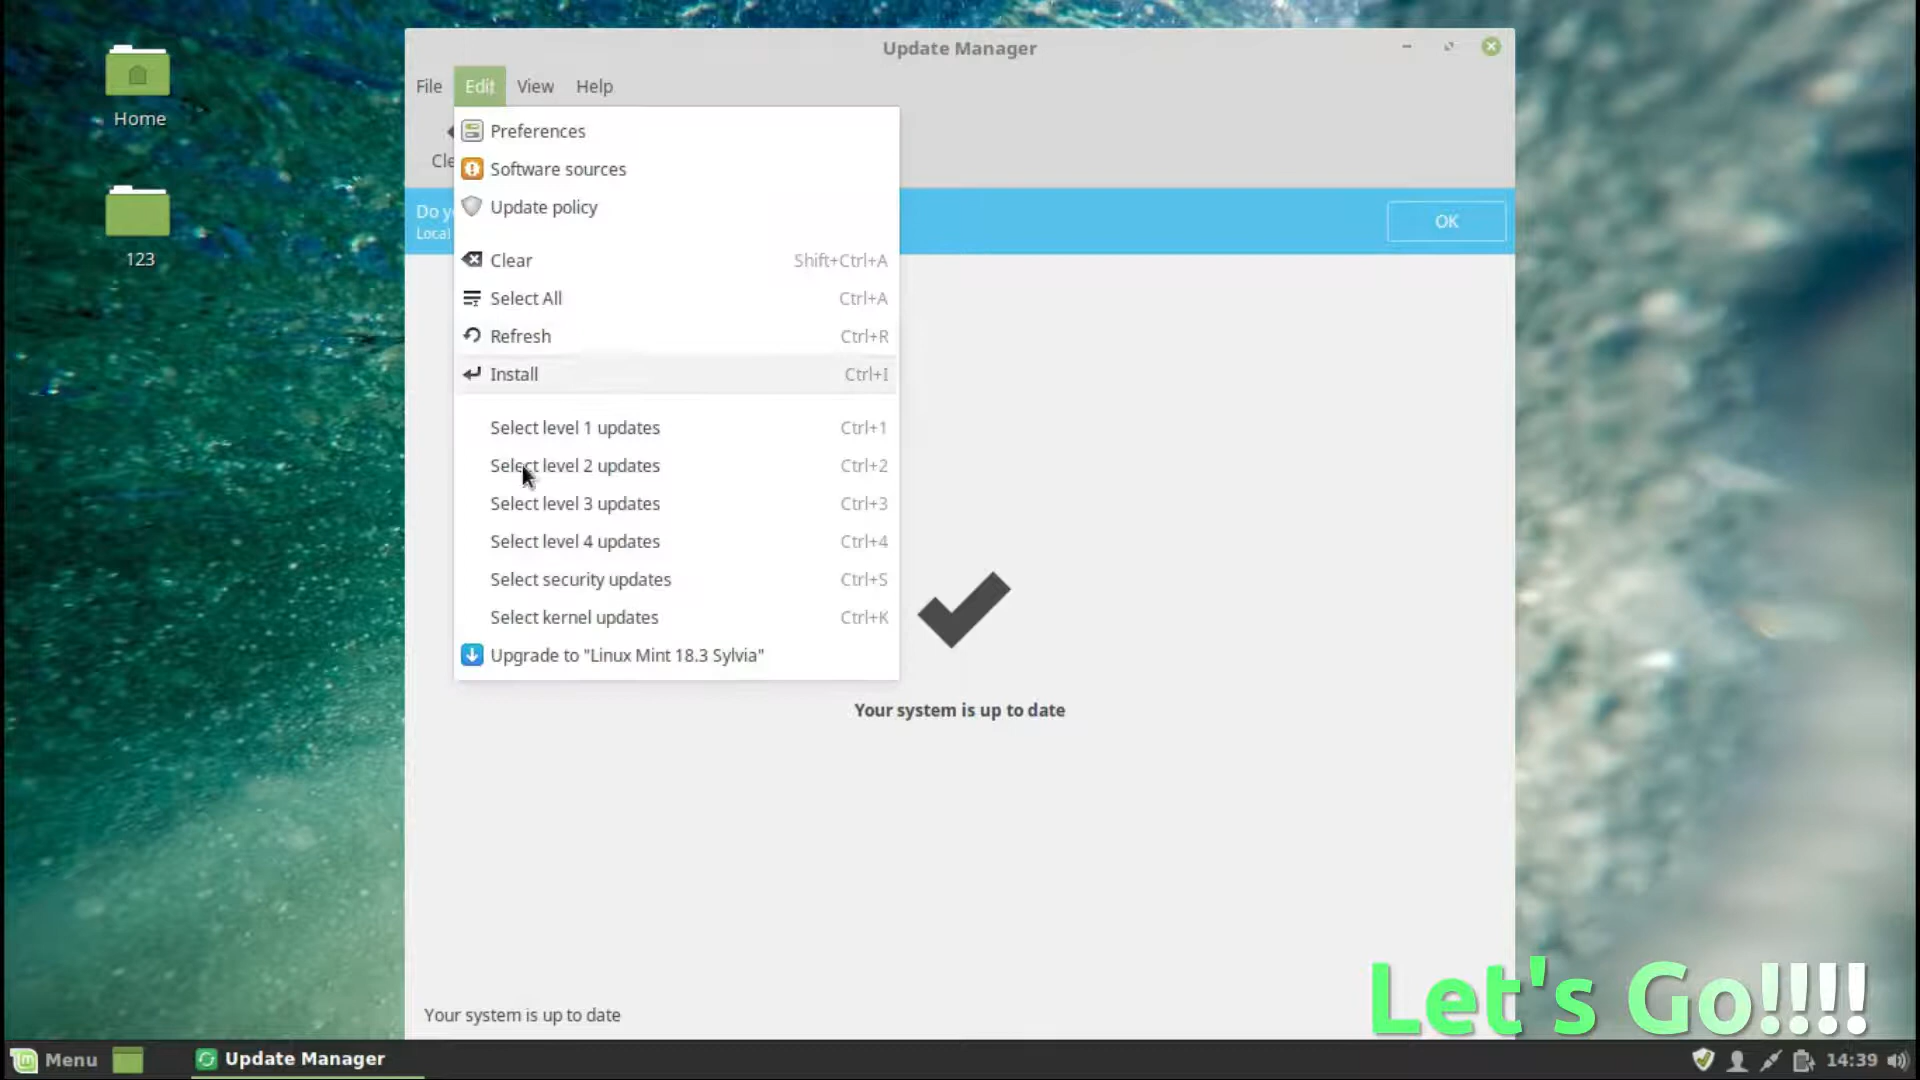 Update Manager
File Edit View Help
Home
Preferences
Cle
Software sources
Update policy
Do y
Local
OK
123
Clear Shift+Ctrl+A
Select All Ctrl+A
Refresh Ctrl+R
Install Ctrl+I
Select level 1 updates Ctrl+1
Select level 2 updates Ctrl+2
Select level 3 updates Ctrl+3
Select level 4 updates Ctrl+4
Select security updates Ctrl+S
Select kernel updates Ctrl+K
Upgrade to "Linux Mint 18.3 Sylvia"
Your system is up to date
Let's Go!!!!
Your system is up to date
Menu Update Manager 14:39